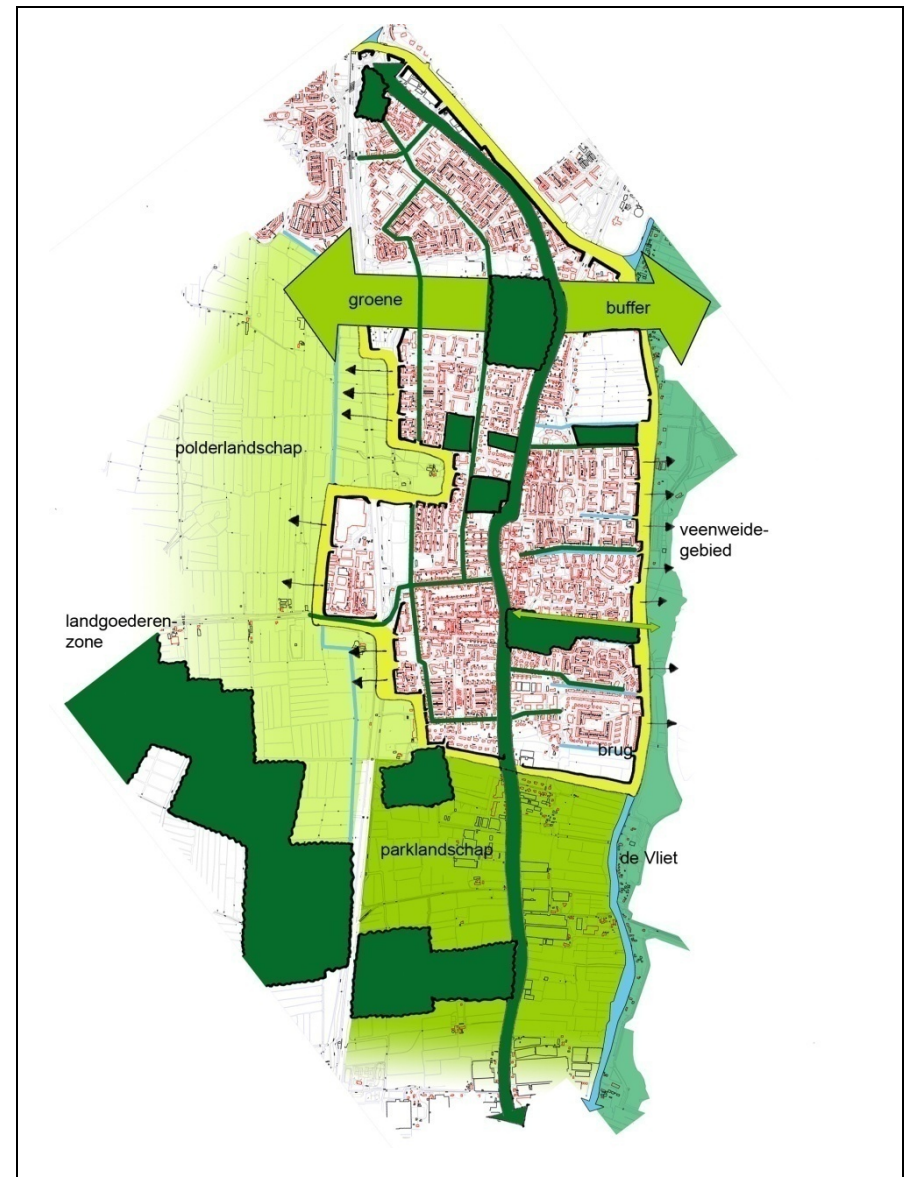 groene
buffer
polderlandschap
veenweide-
gebied
landgoederen-
zone
brug
parklandschap
de Vliet